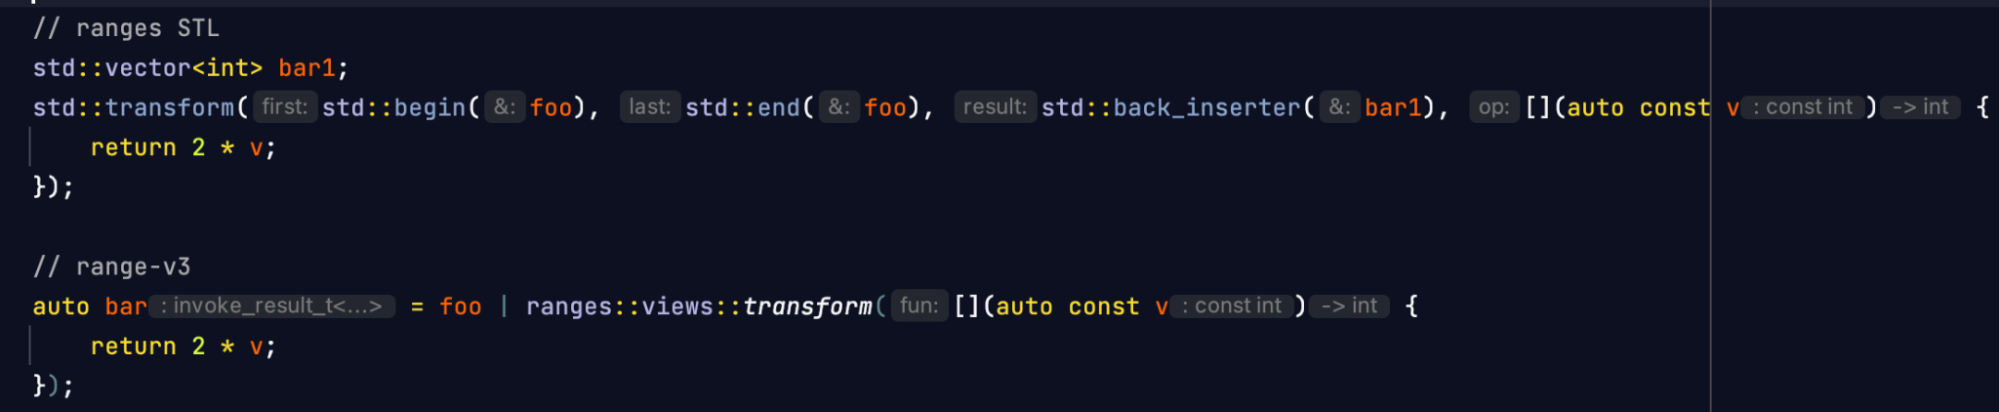 // ranges STL
std::vector<int> bar1;
std::transform( first: std::begin( &: foo), last: std::end( &: foo), result: std::back_inserter( &: bar1), op: [](auto const v : const int ) -> int {
    return 2 * v;
});
// range-v3
auto bar : invoke_result_t<...> = foo | ranges::views::transform( fun: [](auto const v : const int ) -> int {
    return 2 * v;
});